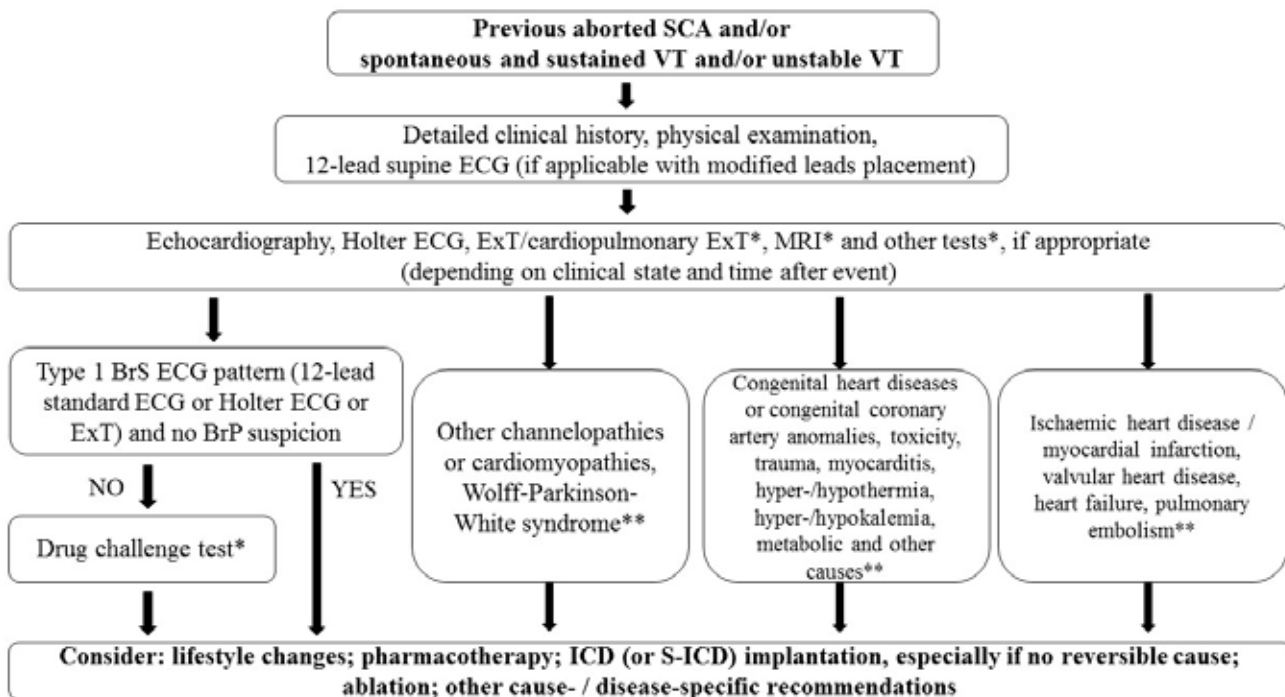 Previous aborted SCA and/or
spontaneous and sustained VT and/or unstable VT
Detailed clinical history, physical examination,
12-lead supine ECG (if applicable with modified leads placement)
Echocardiography, Holter ECG, ExT/cardiopulmonary ExT*, MRI* and other tests*, if appropriate
(depending on clinical state and time after event)
Type 1 BrS ECG pattern (12-lead
standard ECG or Holter ECG or
ExT) and no BrP suspicion
NO
YES
Drug challenge test*
Other channelopathies
or cardiomyopathies,
Wolff-Parkinson-
White syndrome**
Congenital heart diseases
or congenital coronary
artery anomalies, toxicity,
trauma, myocarditis,
hyper-/hypothermia,
hyper-/hypokalemia,
metabolic and other
causes**
Ischaemic heart disease /
myocardial infarction,
valvular heart disease,
heart failure, pulmonary
embolism**
Consider: lifestyle changes; pharmacotherapy; ICD (or S-ICD) implantation, especially if no reversible cause;
ablation; other cause- / disease-specific recommendations